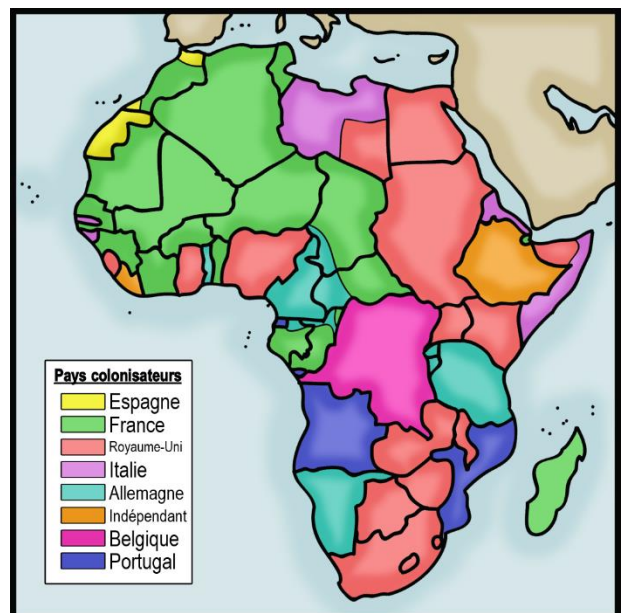 Pays colonisateurs
Espagne
France
Royaume-Uni
Italie
Allemagne
Indépendant
Belgique
Portugal